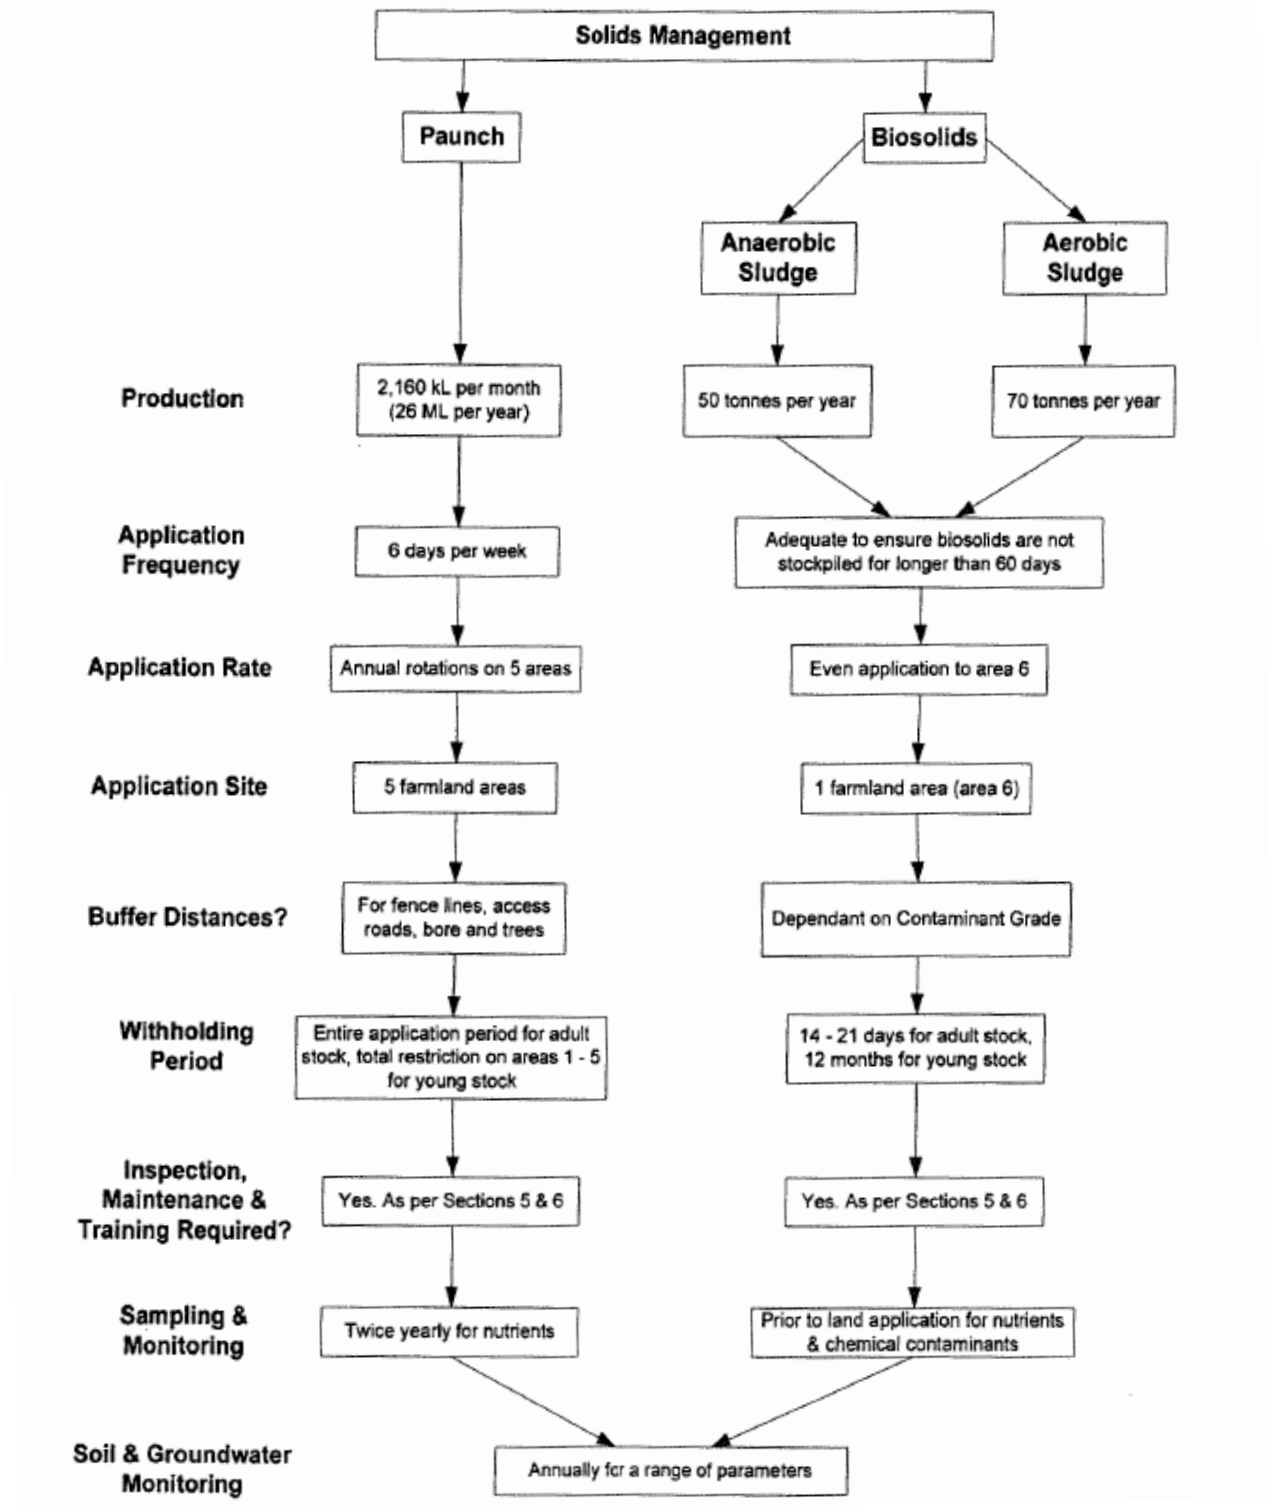 Solids Management
Paunch
Biosolids
Anaerobic
Sludge
Aerobic
Sludge
Production
2,160 kL per month
(26 ML per year)
50 tonnes per year
70 tonnes per year
Application
Frequency
6 days per week
Adequate to ensure biosolids are not
stockpiled for longer than 60 days
Application Rate
Annual rotations on 5 areas
Even application to area 6
Application Site
5 farmland areas
1 farmland area (area 6)
Buffer Distances?
For fence lines, access
roads, bore and trees
Dependant on Contaminant Grade
Withholding
Period
Entire application period for adult
stock, total restriction on areas 1 - 5
for young stock
14 - 21 days for adult stock,
12 months for young stock
Inspection,
Maintenance &
Training Required?
Yes. As per Sections 5 & 6
Yes. As per Sections 5 & 6
Sampling &
Monitoring
Twice yearly for nutrients
Prior to land application for nutrients
& chemical contaminants
Soil & Groundwater
Monitoring
Annually for a range of parameters